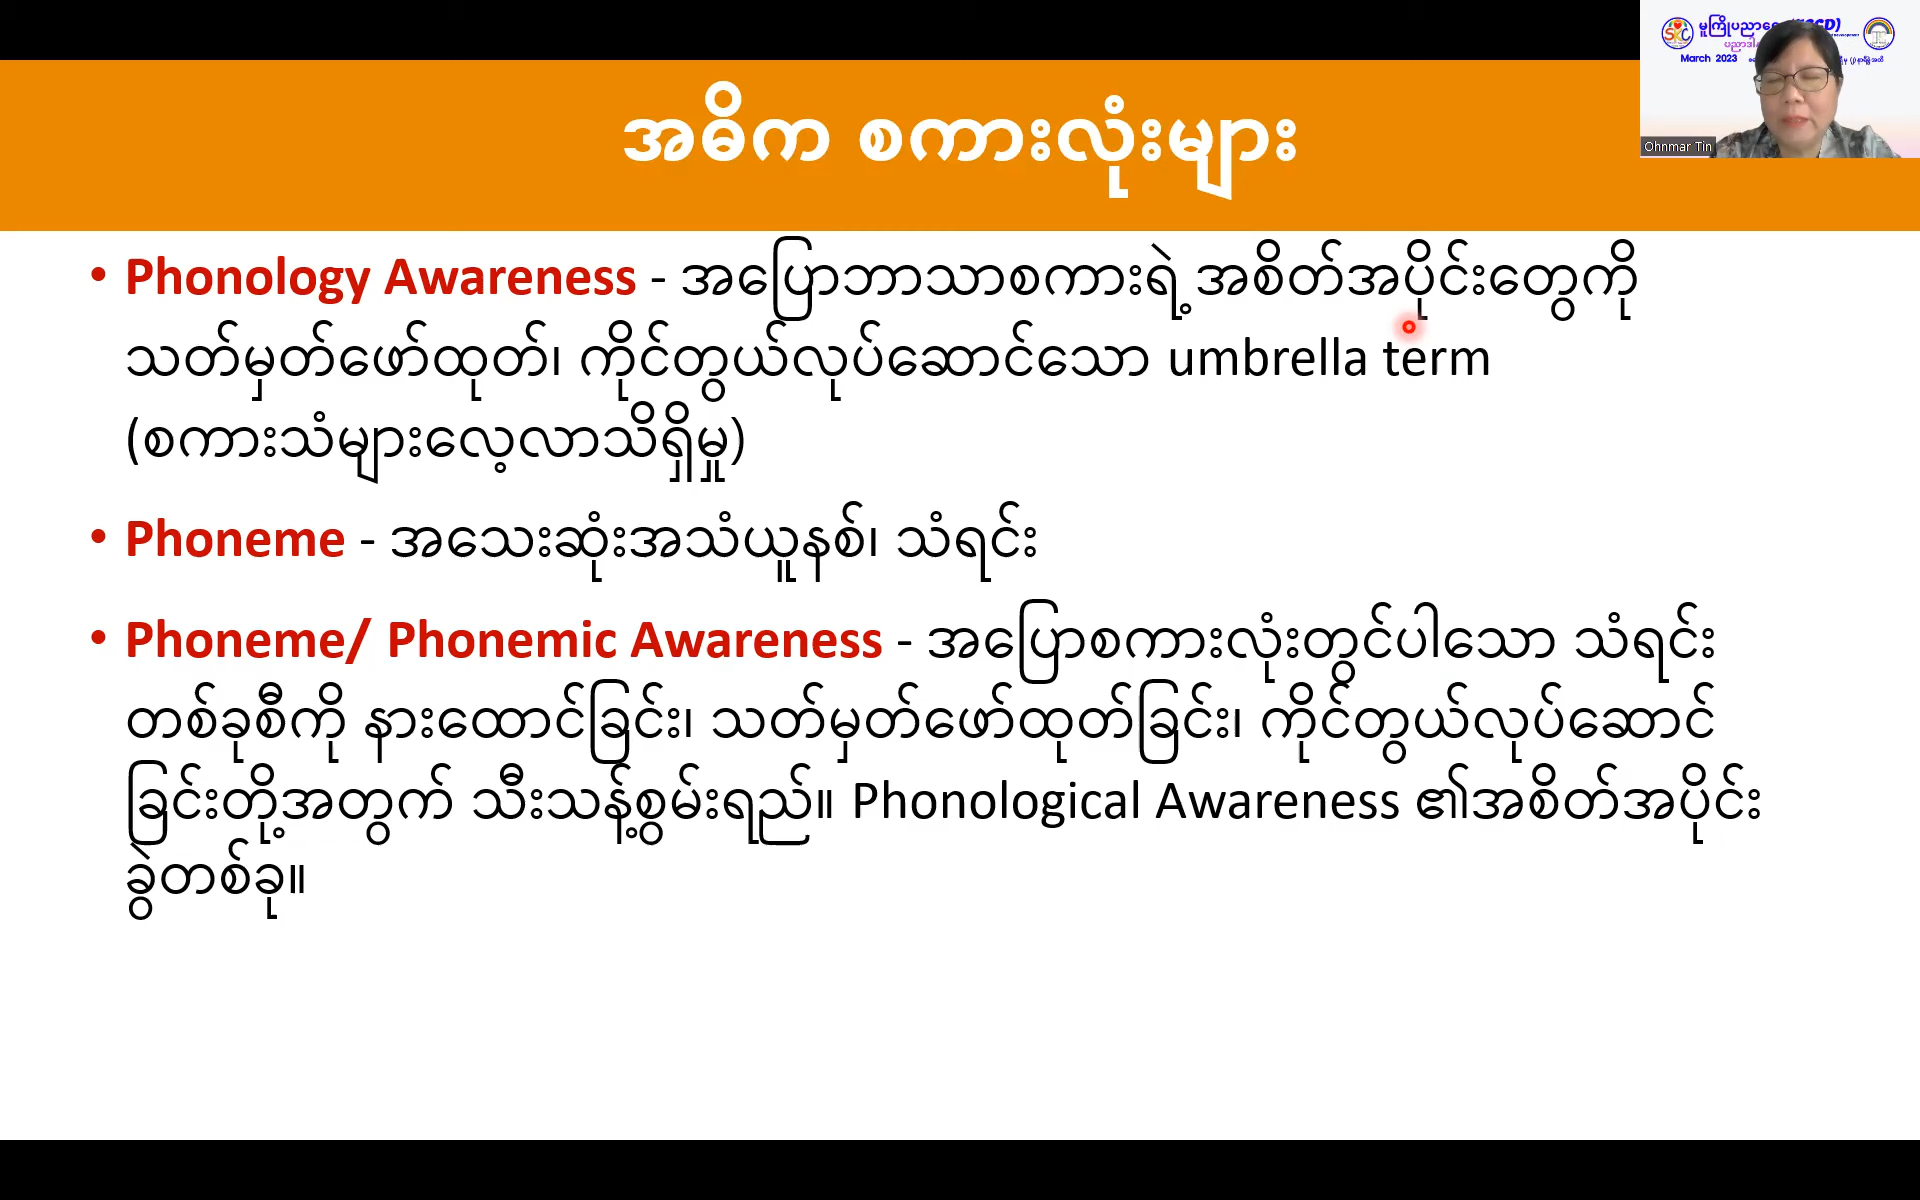 အဓိက စကားလုံးများ
• Phonology Awareness - အပြောဘာသာစကားရဲ့ အစိတ်အပိုင်းတွေကို
သတ်မှတ်ဖော်ထုတ်၊ ကိုင်တွယ်လုပ်ဆောင်သော umbrella term
(စကားသံများလေ့လာသိရှိမှု)
• Phoneme - အသေးဆုံးအသံယူနစ်၊ သံရင်း
• Phoneme/ Phonemic Awareness - အပြောစကားလုံးတွင်ပါသော သံရင်း
တစ်ခုစီကို နားထောင်ခြင်း၊ သတ်မှတ်ဖော်ထုတ်ခြင်း၊ ကိုင်တွယ်လုပ်ဆောင်
ခြင်းတို့အတွက် သီးသန့်စွမ်းရည်။ Phonological Awareness ၏အစိတ်အပိုင်း
ခွဲတစ်ခု။
March 2023
Ohnmar Tin